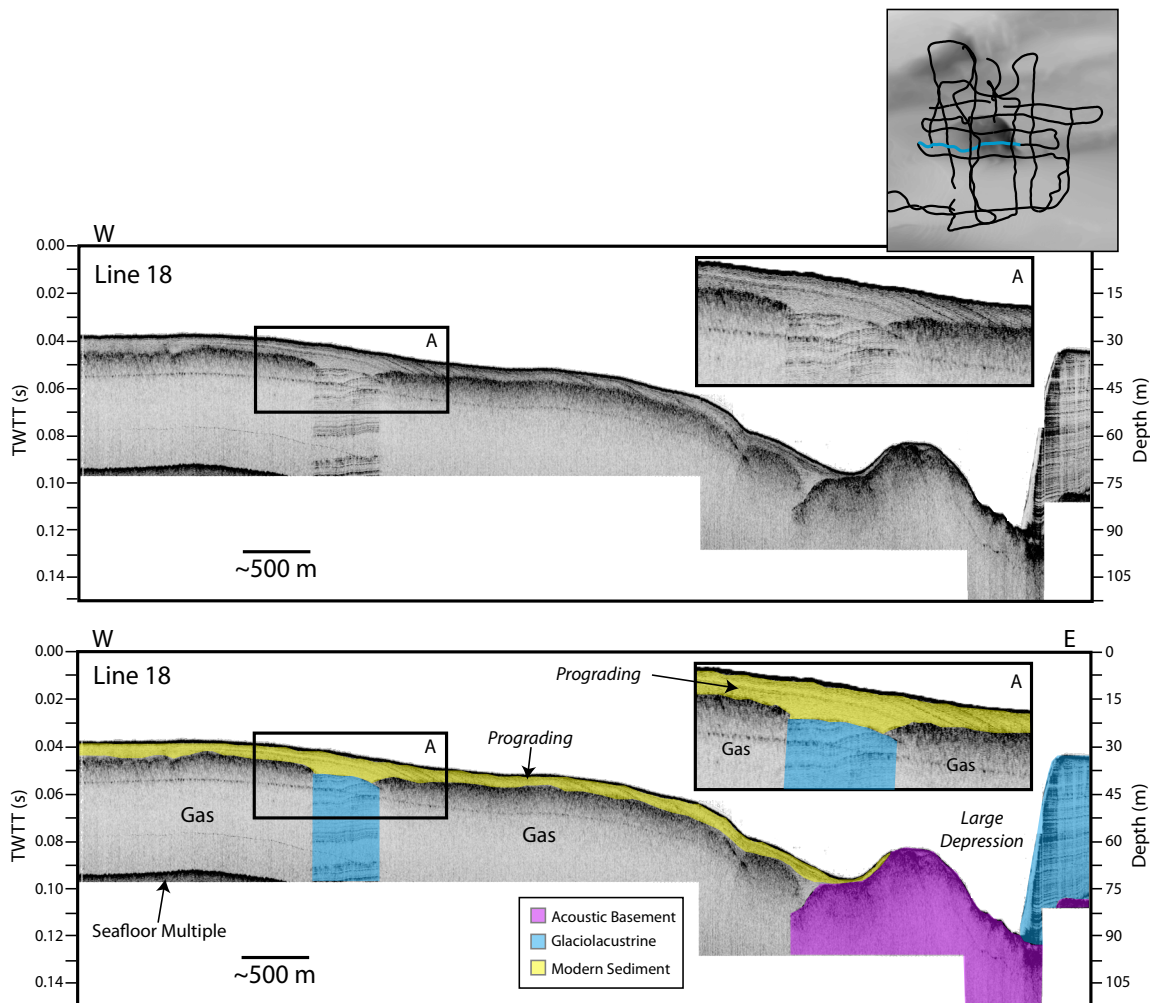 W
Line 18
A
A
TWTT (s)
0.00
0.02
0.04
0.06
0.08
0.10
0.12
0.14
15
30
45
60
75
90
105
Depth (m)
~500 m
W
E
Line 18
Prograding
A
Gas
Gas
A
Prograding
Gas
Gas
Large
Depression
Seafloor Multiple
TWTT (s)
0.00
0.02
0.04
0.06
0.08
0.10
0.12
0.14
0
15
30
45
60
75
90
105
Depth (m)
Acoustic Basement
Glaciolacustrine
Modern Sediment
~500 m